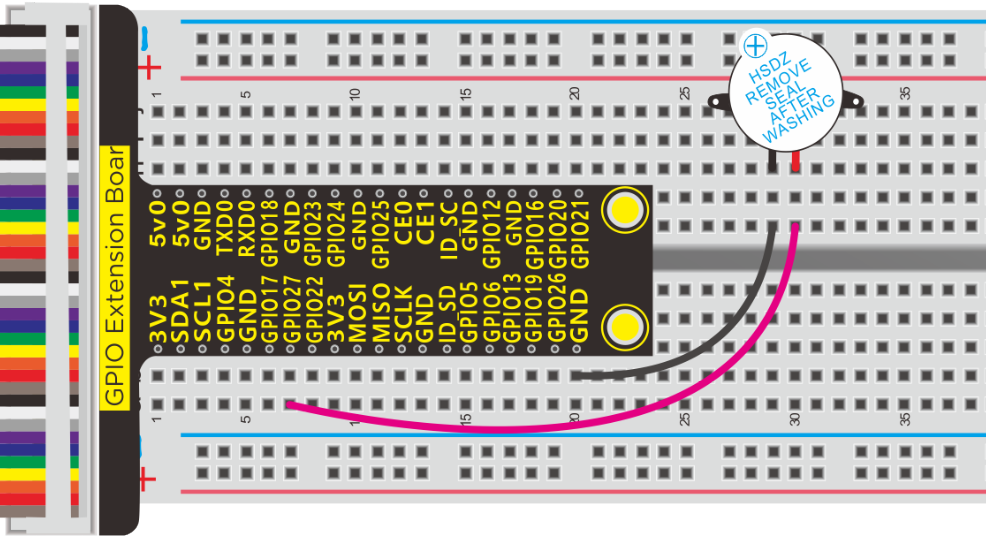 1 5 10 15 20 25 35
HSDZ
REMOVE
SEAL
AFTER
WASHING
GPIO Extension Boar
5v0 5v0 GND TXD0 RXD0 GPIO18 GND GPIO23 GPIO24 GND GPIO25 CE0 CE1 ID_SC GND GPIO12 GND GPIO16 GPIO20 GPIO21
3V3 SDA1 SCL1 GPIO4 GND GPIO17 GPIO27 GPIO22 3V3 MOSI MISO SCLK GND ID_SD GPIO5 GPIO6 GPIO13 GPIO19 GPIO26 GND
1 5 10 15 20 25 30 35